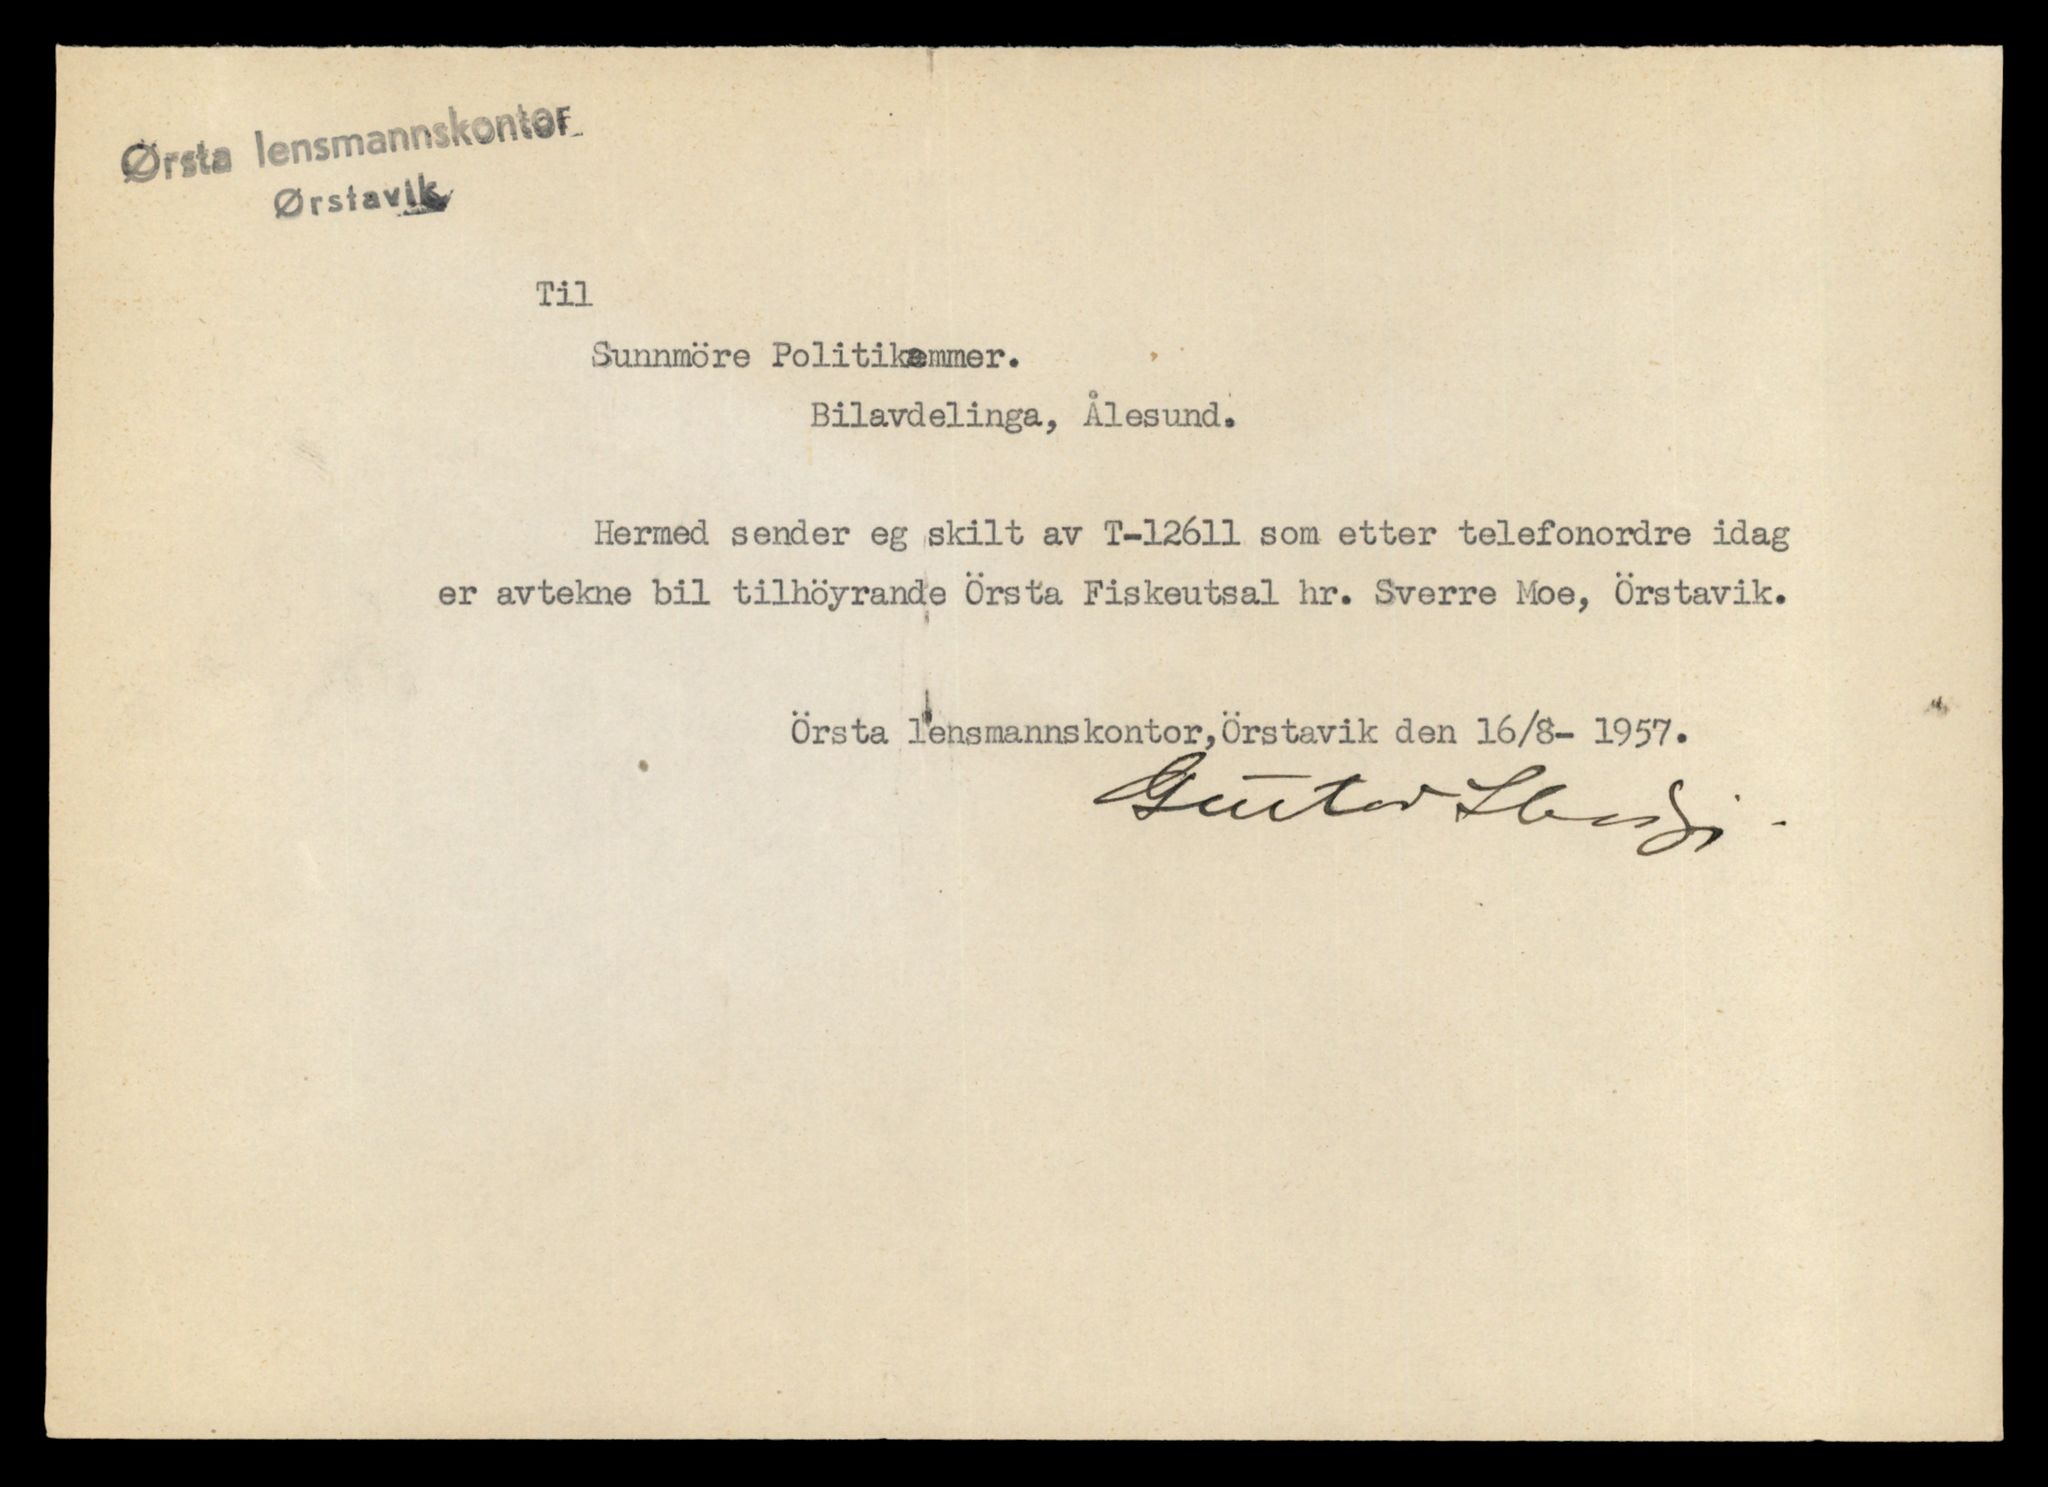 Ørsta lensmannskontor
Ørstavik
Til
Sunnmöre Politikammer.
Bilavdelinga, Ålesund.
Hermed sender eg skilt av T-12611 som etter telefonordre idag
er avtekne bil tilhöyrande Örsta Fiskeutsal hr. Sverre Moe, Örstavik.
Örsta lensmannskontor,Örstavik den 16/8- 1957.
Gustav